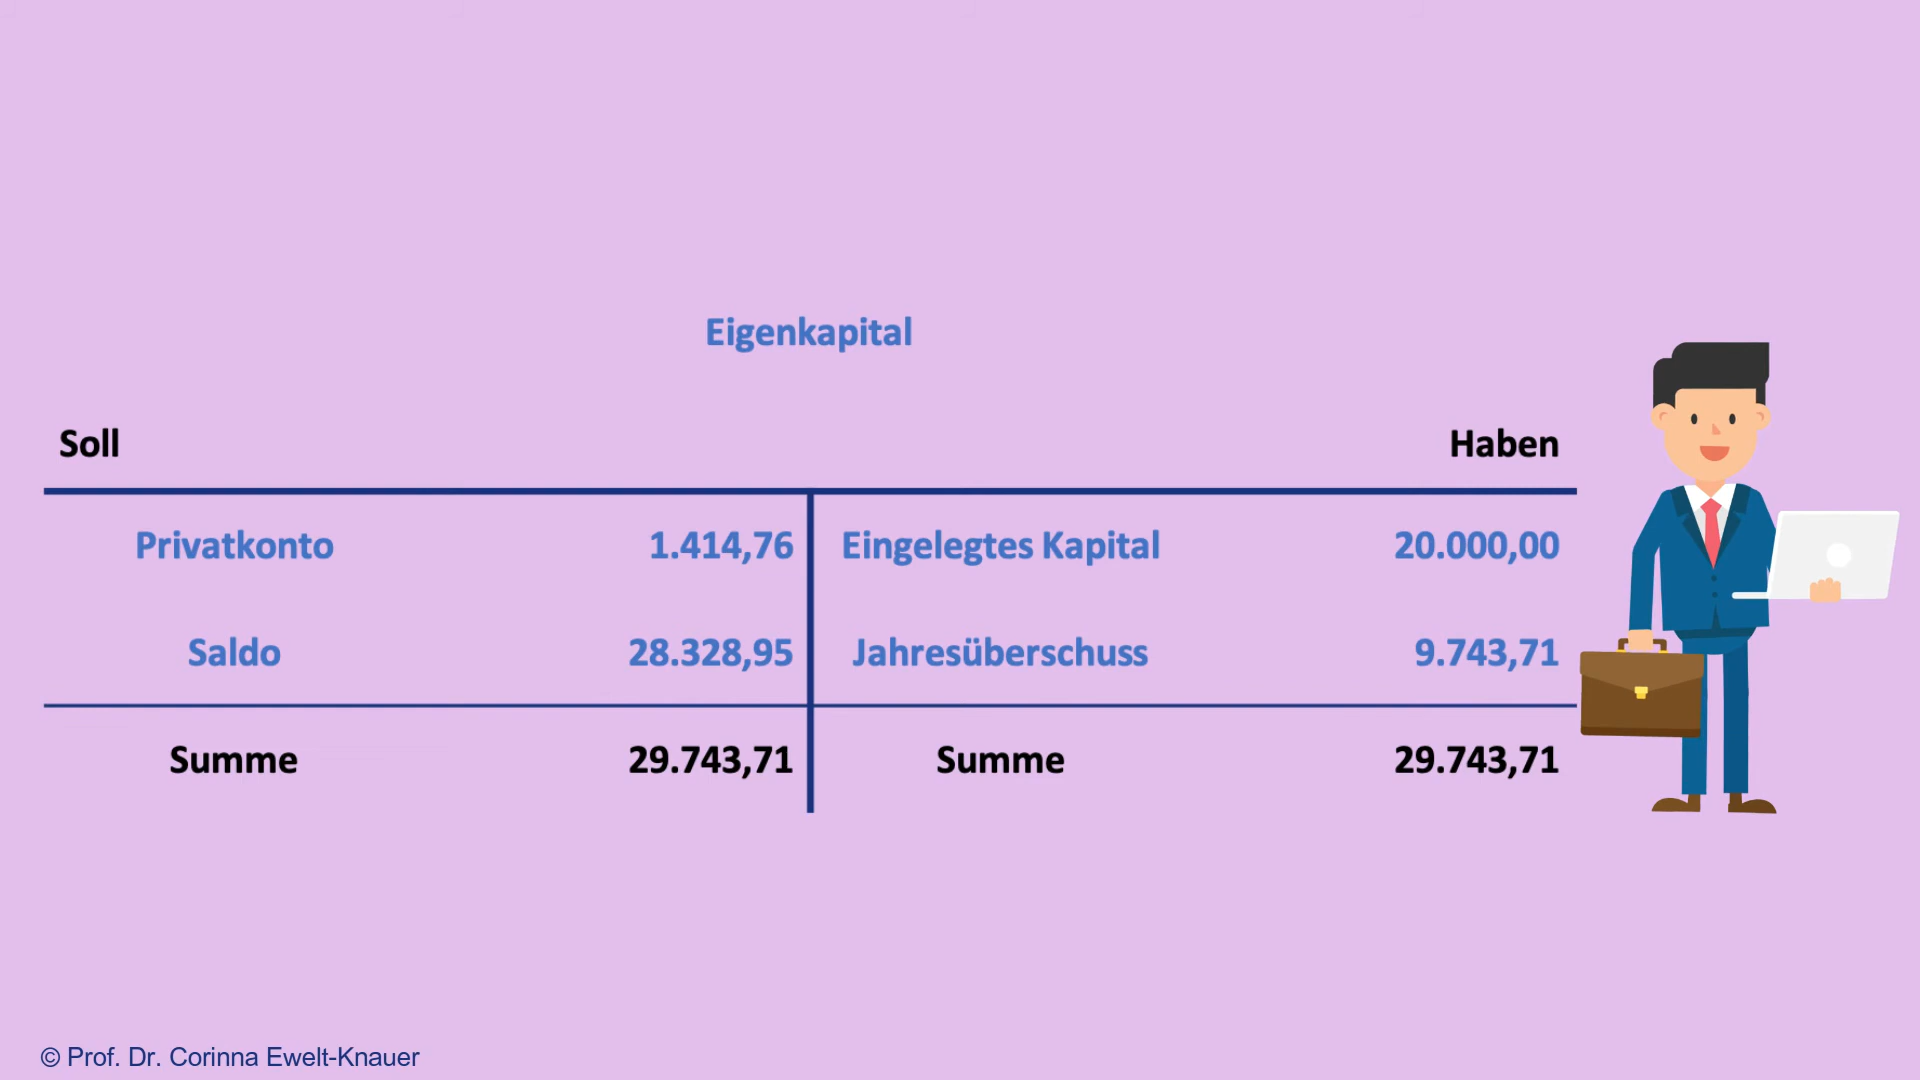 Eigenkapital
Soll Haben
Privatkonto 1.414,76 Eingelegtes Kapital 20.000,00
Saldo 28.328,95 Jahresüberschuss 9.743,71
Summe 29.743,71 Summe 29.743,71
© Prof. Dr. Corinna Ewelt-Knauer